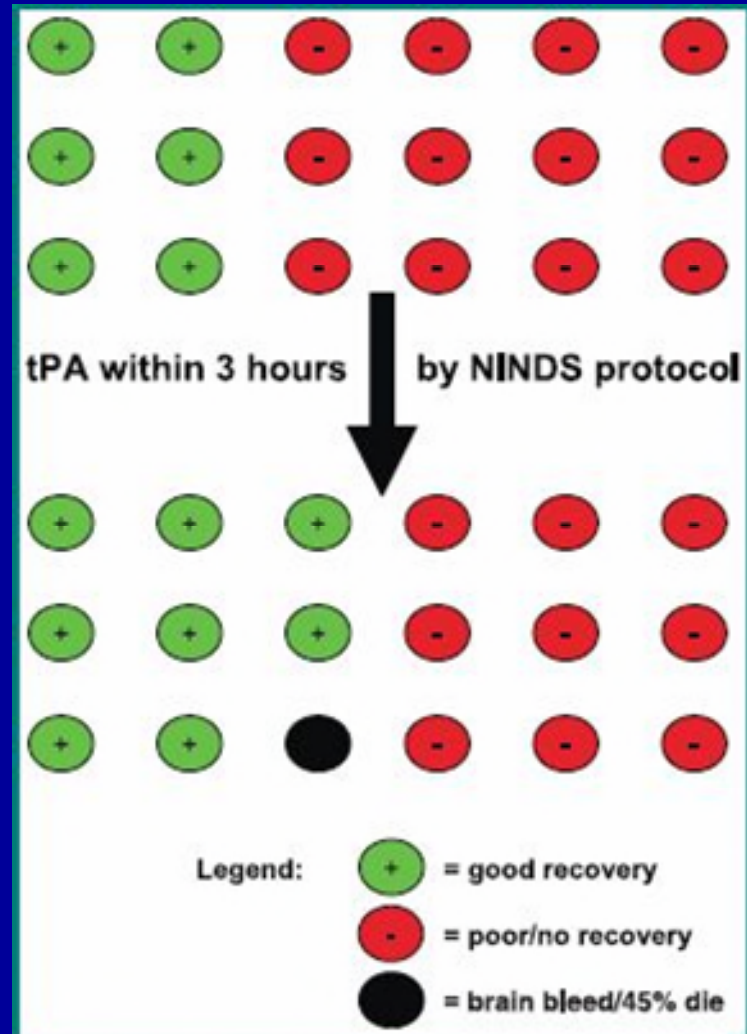 + + - - - -
+ + - - - -
+ + - - - -
tPA within 3 hours by NINDS protocol
+ + + - - -
+ + + - - -
+ + - - -
Legend: + = good recovery
- = poor/no recovery
= brain bleed/45% die